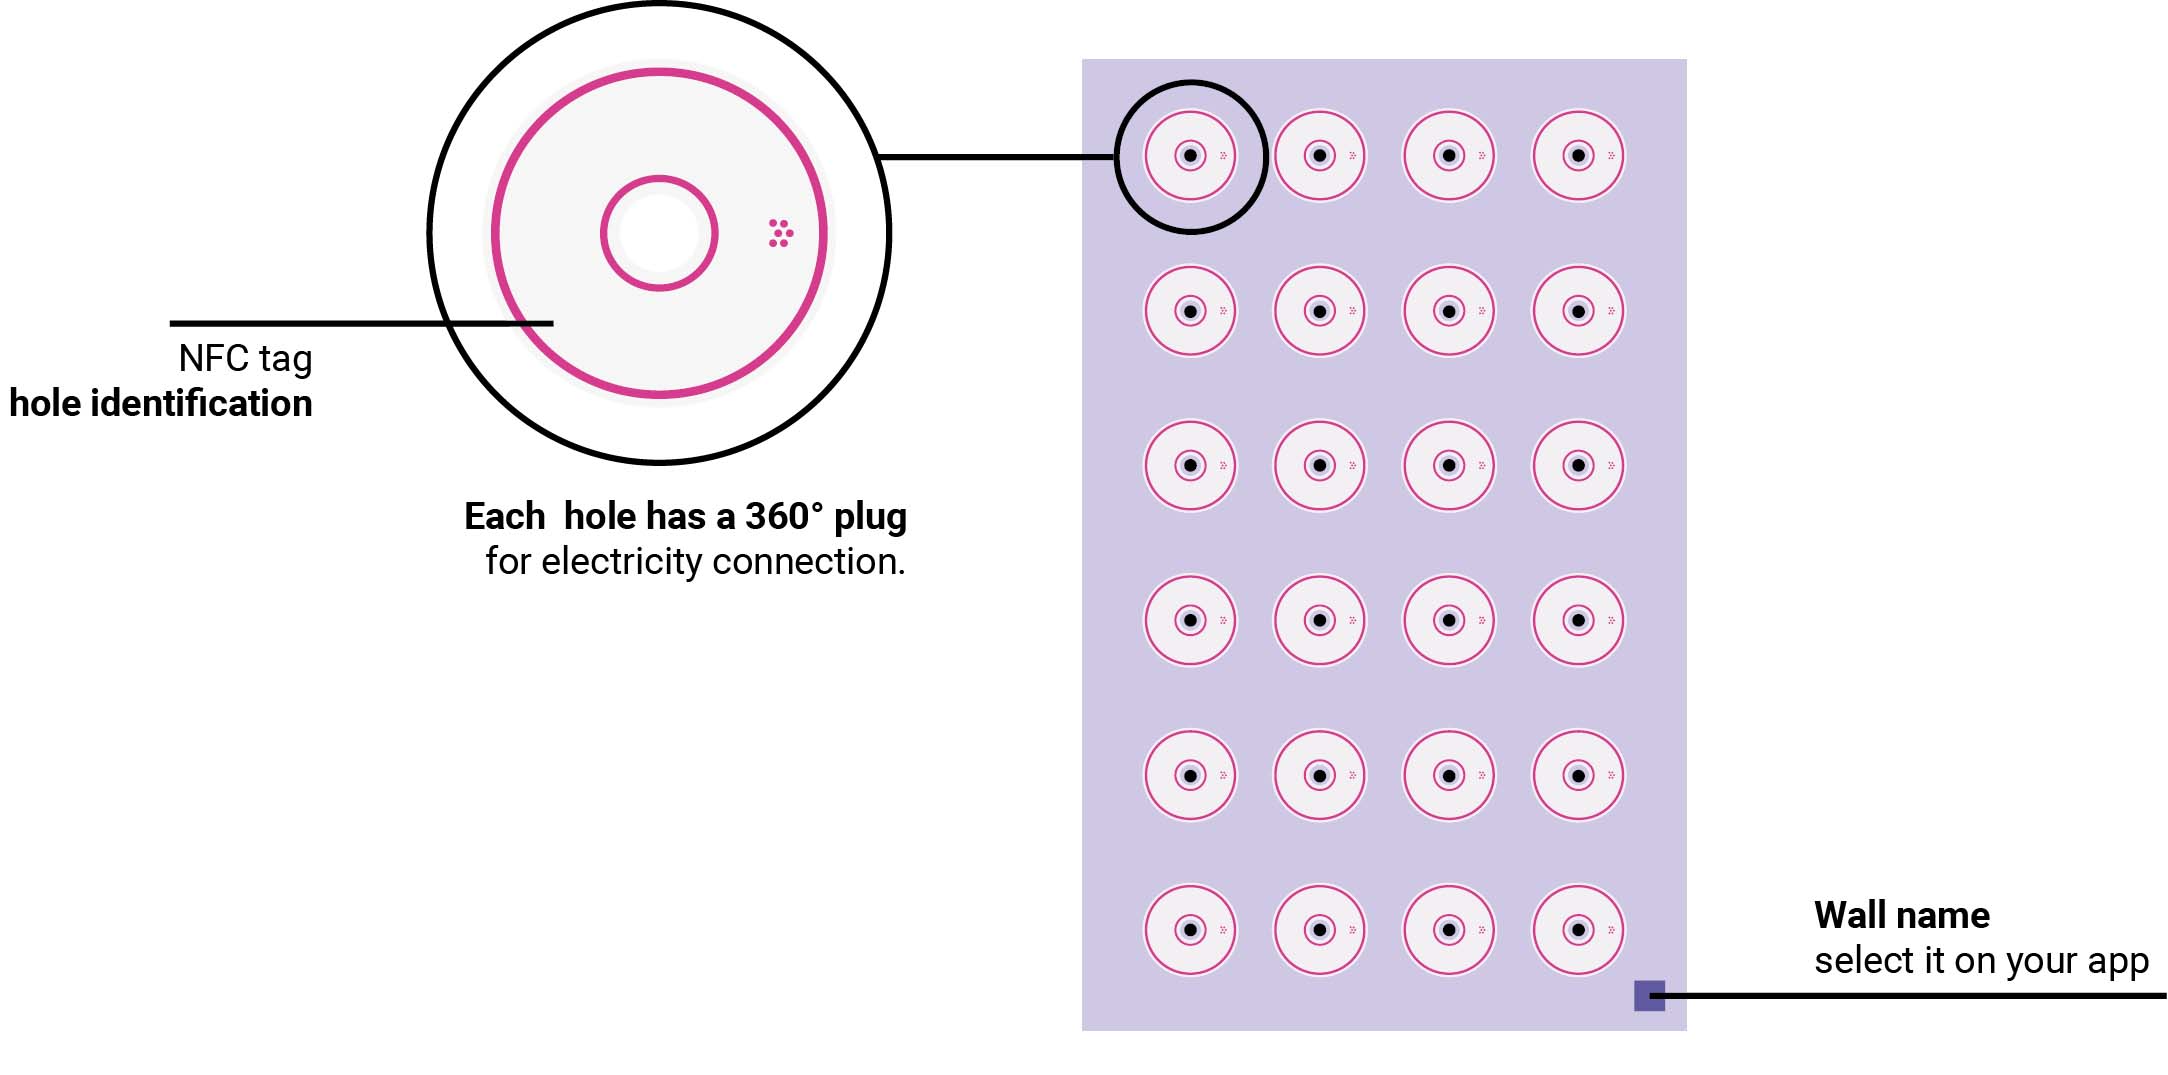 NFC tag
hole identification
Each  hole has a 360° plug
for electricity connection.
Wall name
select it on your app